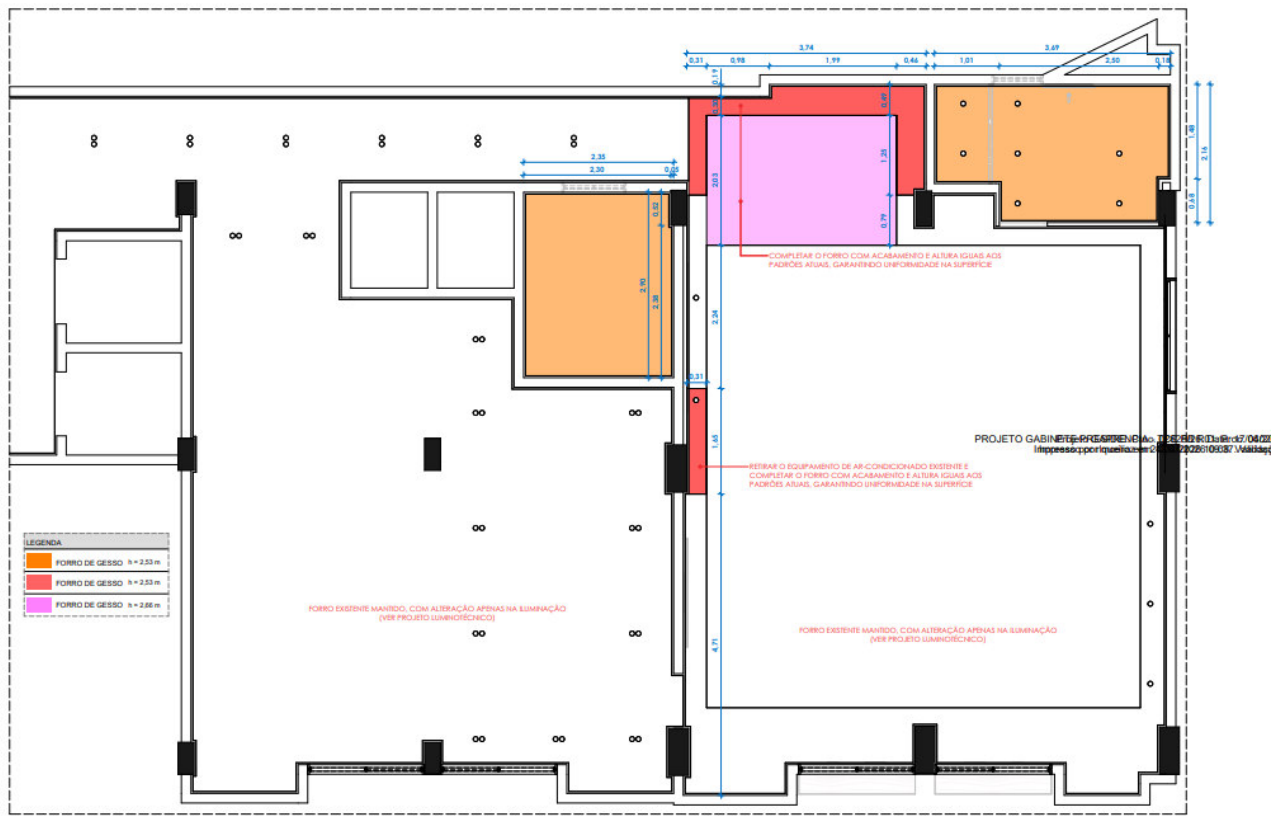 3,74
3,69
0,31 0,98 1,99 0,46 1,01 2,50 0,18
0,19
0,30
0,49
1,48
2,16
2,35
2,30 0,05
1,25
2,03
0,52
0,68
0,79
COMPLETAR O FORRO COM ACABAMENTO E ALTURA IGUAIS AOS
PADRÕES ATUAIS, GARANTINDO UNIFORMIDADE NA SUPERFÍCIE
2,90
2,38
2,24
0,31
1,65
PROJETO GABINETE
RETIRAR O EQUIPAMENTO DE AR-CONDICIONADO EXISTENTE E
COMPLETAR O FORRO COM ACABAMENTO E ALTURA IGUAIS AOS
PADRÕES ATUAIS, GARANTINDO UNIFORMIDADE NA SUPERFÍCIE
LEGENDA
FORRO DE GESSO h = 2,53 m
FORRO DE GESSO h = 2,53 m
FORRO DE GESSO h = 2,66 m
FORRO EXISTENTE MANTIDO, COM ALTERAÇÃO APENAS NA ILUMINAÇÃO
(VER PROJETO LUMINOTÉCNICO)
FORRO EXISTENTE MANTIDO, COM ALTERAÇÃO APENAS NA ILUMINAÇÃO
(VER PROJETO LUMINOTÉCNICO)
4,71